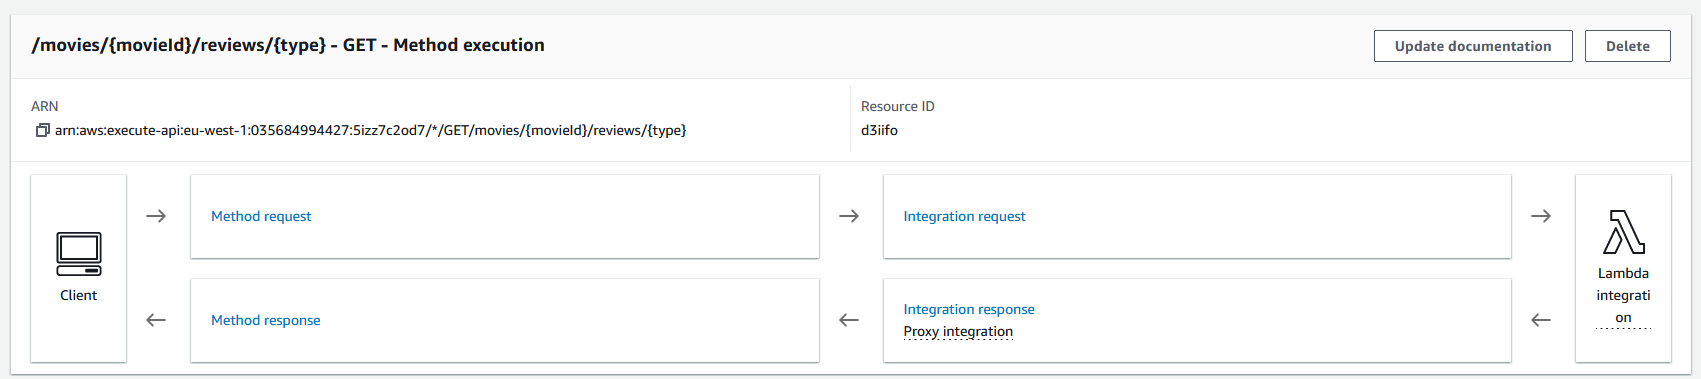 /movies/{movieId}/reviews/{type} - GET - Method execution
Update documentation
Delete
ARN
arn:aws:execute-api:eu-west-1:035684994427:5izz7c2od7/*/GET/movies/{movieId}/reviews/{type}
Resource ID
d3iifo
Client
Method request
Integration request
Lambda
integrati
on
Method response
Integration response
Proxy integration